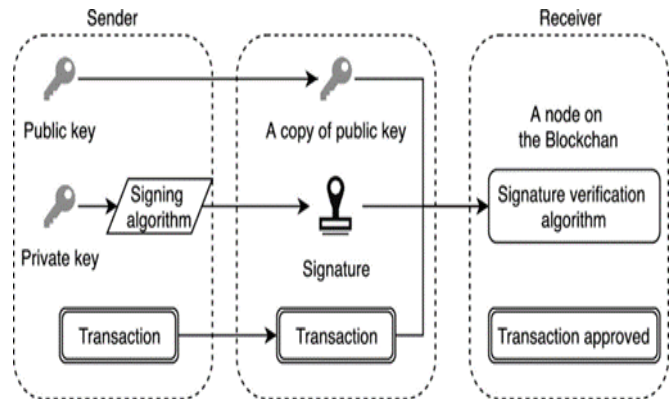 Sender
Receiver
Public key
A copy of public key
A node on
the Blockchan
Signing
algorithm
Signature verification
algorithm
Private key
Signature
Transaction
Transaction
Transaction approved